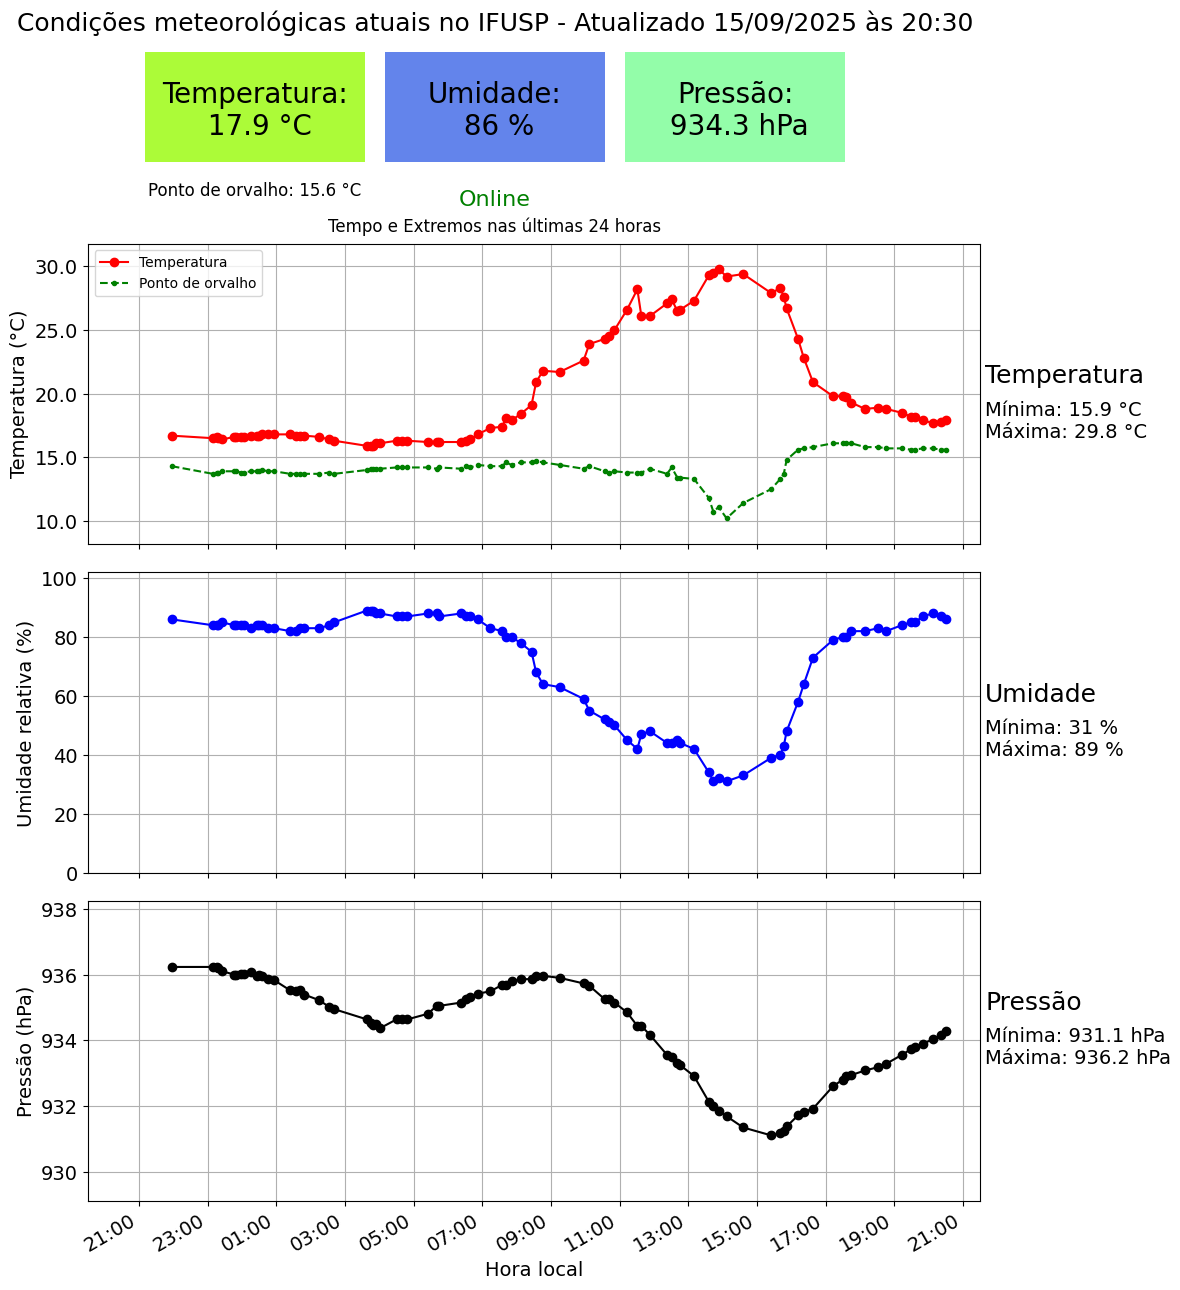 Condições meteorológicas atuais no IFUSP - Atualizado 15/09/2025 às 20:30
Temperatura:
17.9 °C
Umidade:
86 %
Pressão:
934.3 hPa
Ponto de orvalho: 15.6 °C
Online
Tempo e Extremos nas últimas 24 horas
Temperatura
Ponto de orvalho
Temperatura (°C)
30.0
25.0
20.0
15.0
10.0
Temperatura
Mínima: 15.9 °C
Máxima: 29.8 °C
Umidade relativa (%)
100
80
60
40
20
0
Umidade
Mínima: 31 %
Máxima: 89 %
Pressão (hPa)
938
936
934
932
930
Pressão
Mínima: 931.1 hPa
Máxima: 936.2 hPa
21:00
23:00
01:00
03:00
05:00
07:00
09:00
11:00
13:00
15:00
17:00
19:00
21:00
Hora local